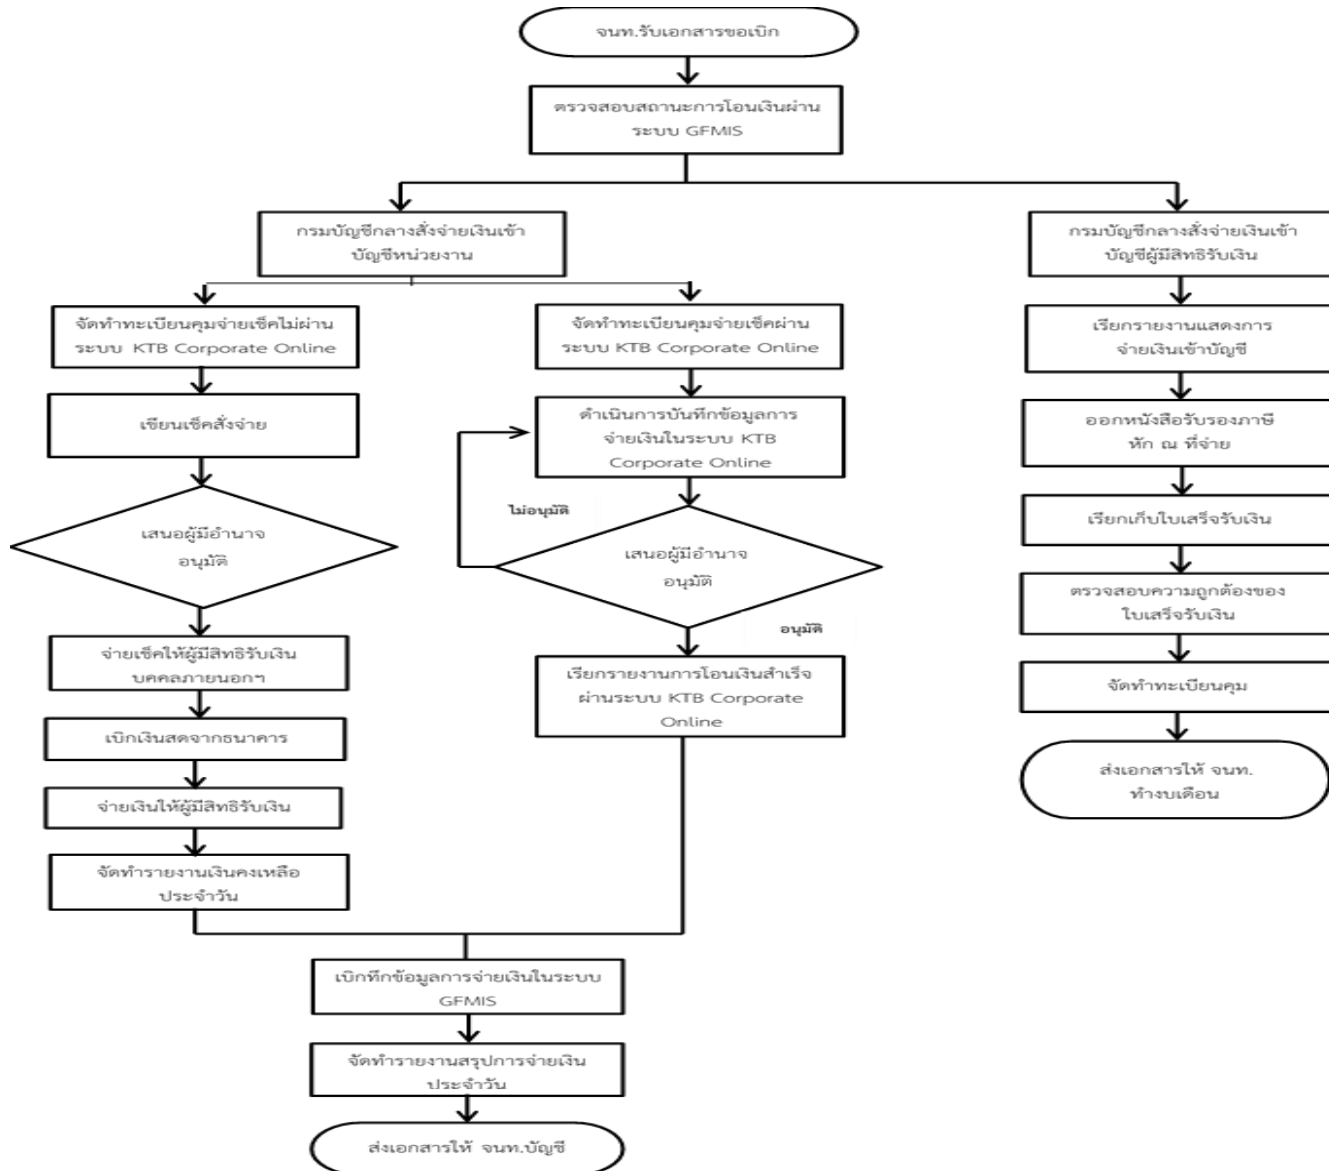 จนท.รับเอกสารขอเบิก
ตรวจสอบสถานะการโอนเงินผ่าน
ระบบ GFMIS
กรมบัญชีกลางสั่งจ่ายเงินเข้า
บัญชีหน่วยงาน
จัดทำทะเบียนคุมจ่ายเช็คไม่ผ่าน
ระบบ KTB Corporate Online
เขียนเช็คสั่งจ่าย
เสนอผู้มีอำนาจ
อนุมัติ
จ่ายเช็คให้ผู้มีสิทธิรับเงิน
บุคคลภายนอกฯ
เบิกเงินสดจากธนาคาร
จ่ายเงินให้ผู้มีสิทธิรับเงิน
จัดทำรายงานเงินคงเหลือ
ประจำวัน
จัดทำทะเบียนคุมจ่ายเช็คผ่าน
ระบบ KTB Corporate Online
ดำเนินการบันทึกข้อมูลการ
จ่ายเงินในระบบ KTB
Corporate Online
ไม่อนุมัติ
เสนอผู้มีอำนาจ
อนุมัติ
อนุมัติ
เรียกรายงานการโอนเงินสำเร็จ
ผ่านระบบ KTB Corporate
Online
เบิกทึกข้อมูลการจ่ายเงินในระบบ
GFMIS
จัดทำรายงานสรุปการจ่ายเงิน
ประจำวัน
ส่งเอกสารให้ จนท.บัญชี
กรมบัญชีกลางสั่งจ่ายเงินเข้า
บัญชีผู้มีสิทธิรับเงิน
เรียกรายงานแสดงการ
จ่ายเงินเข้าบัญชี
ออกหนังสือรับรองภาษี
หัก ณ ที่จ่าย
เรียกเก็บใบเสร็จรับเงิน
ตรวจสอบความถูกต้องของ
ใบเสร็จรับเงิน
จัดทำทะเบียนคุม
ส่งเอกสารให้ จนท.
ทำงบเดือน